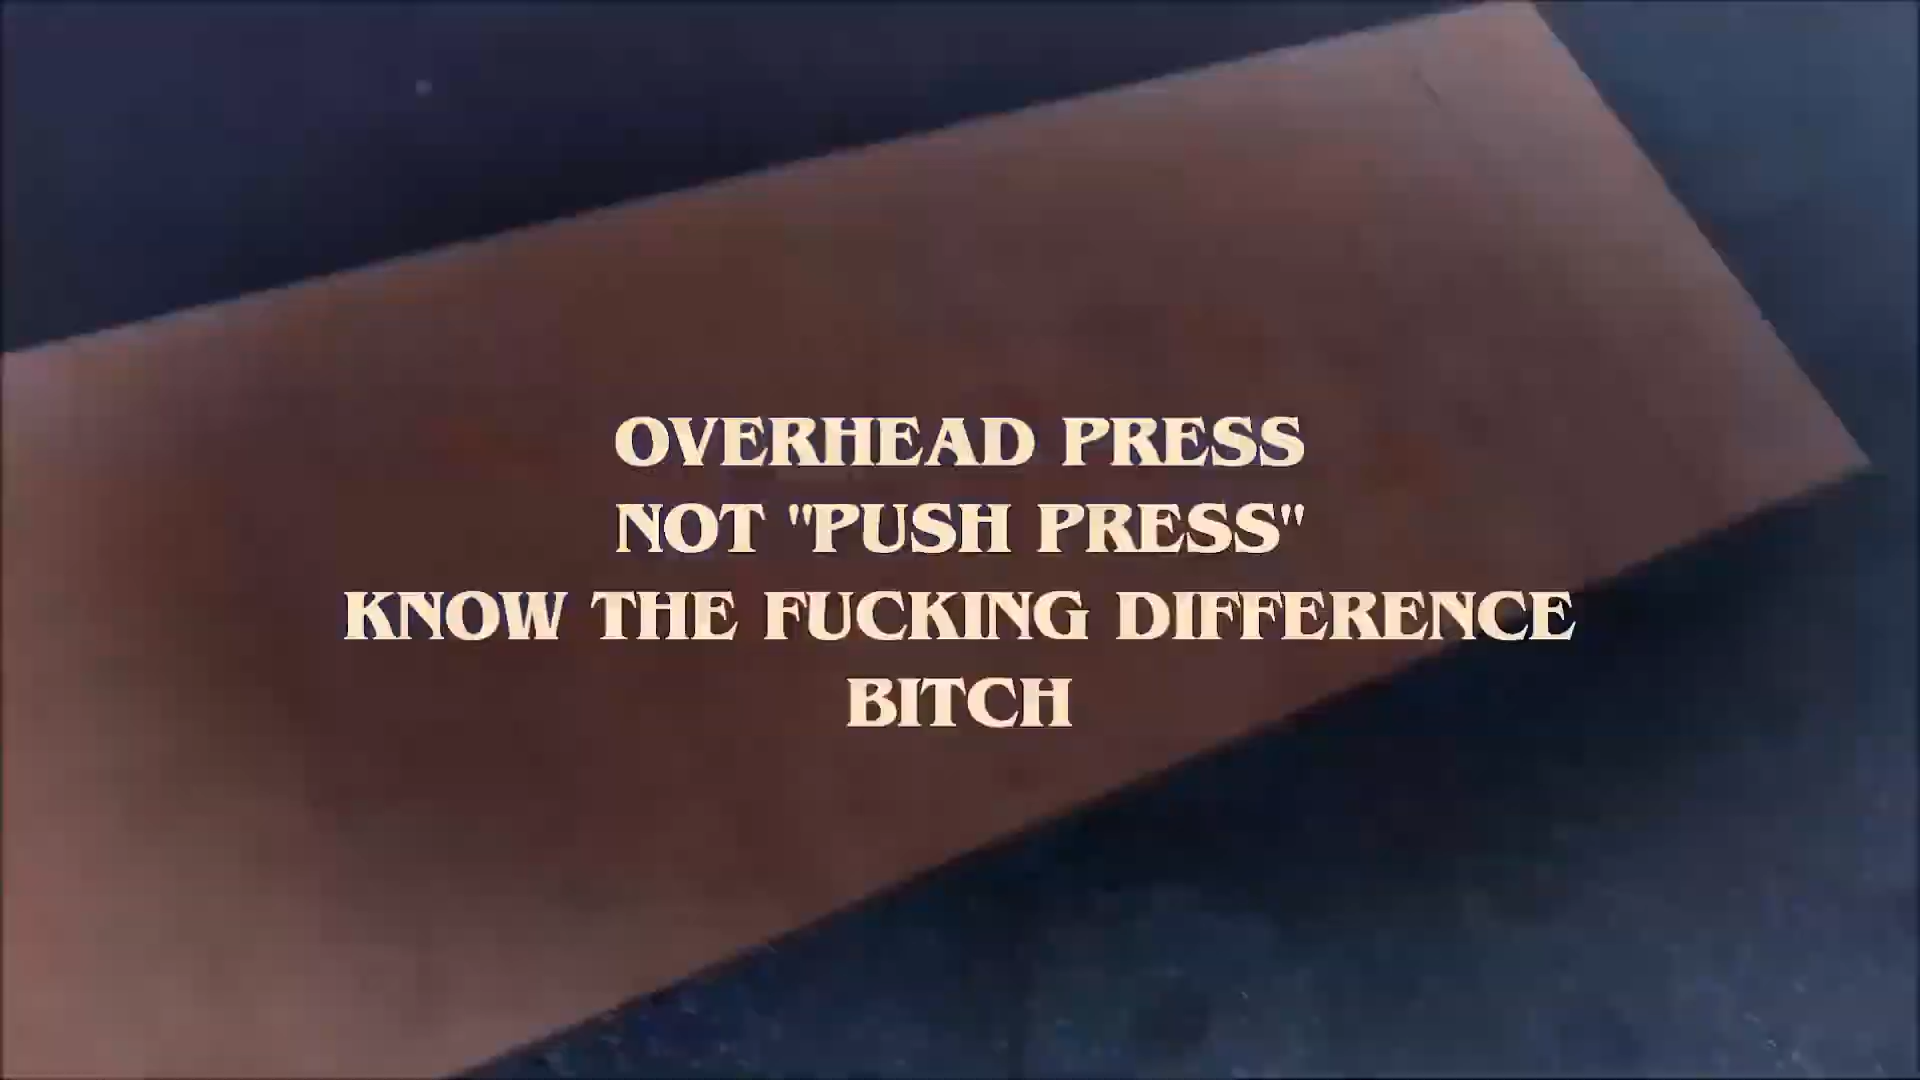 OVERHEAD PRESS
NOT "PUSH PRESS"
KNOW THE FUCKING DIFFERENCE
BITCH